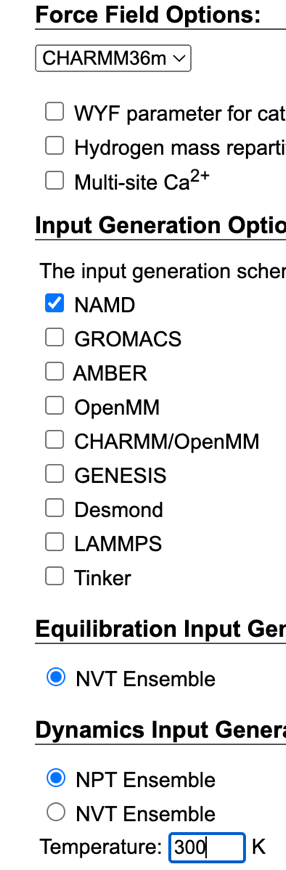 Force Field Options:
CHARMM36m
WYF parameter for cat
Hydrogen mass reparti
Multi-site Ca2+
Input Generation Optio
The input generation scher
NAMD
GROMACS
AMBER
OpenMM
CHARMM/OpenMM
GENESIS
Desmond
LAMMPS
Tinker
Equilibration Input Ger
NVT Ensemble
Dynamics Input Genera
NPT Ensemble
NVT Ensemble
Temperature: 300 K